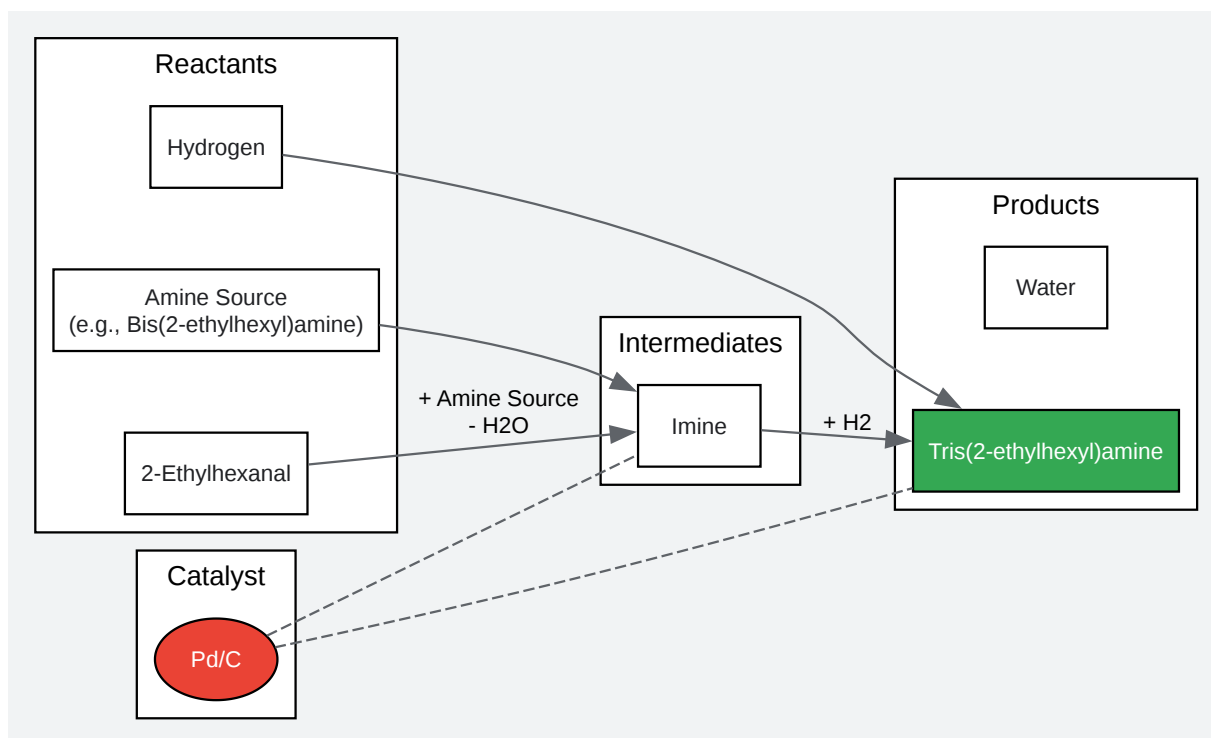 Reactants
Hydrogen
Amine Source
(e.g., Bis(2-ethylhexyl)amine)
2-Ethylhexanal
+ Amine Source
- H2O
Intermediates
Imine
+ H2
Products
Water
Tris(2-ethylhexyl)amine
Catalyst
Pd/C